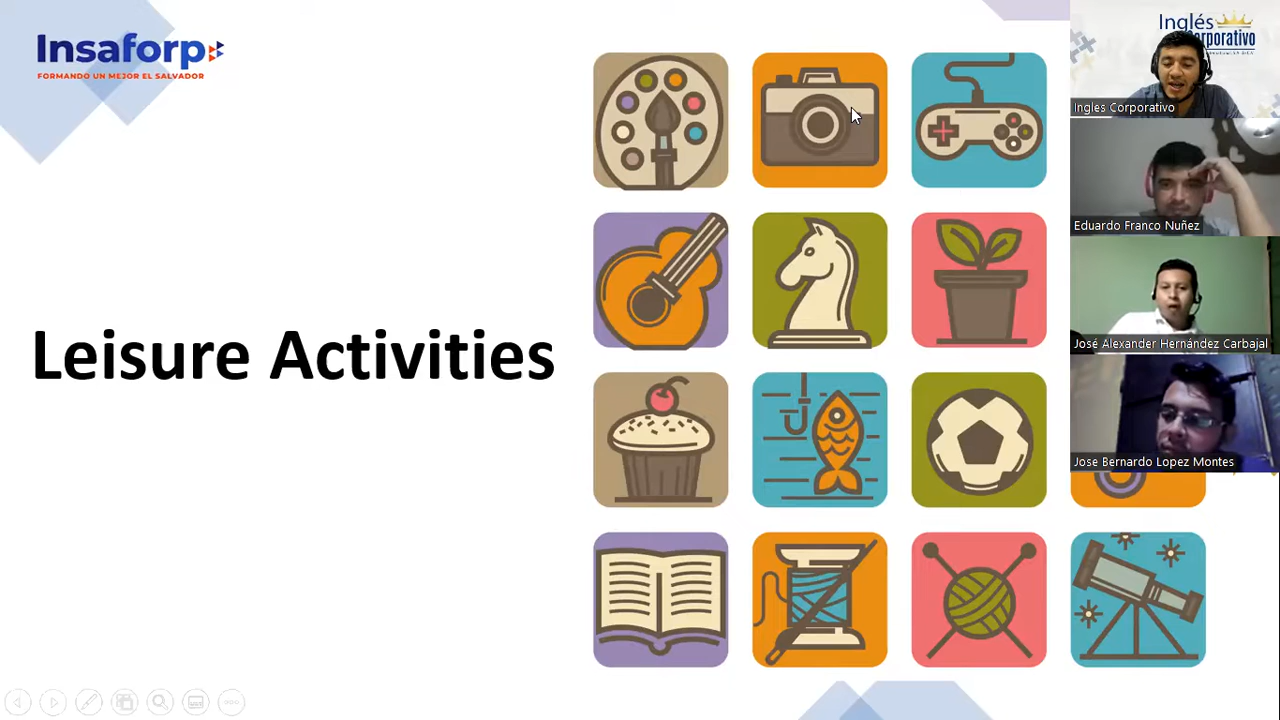 Insaforp
FORMANDO UN MEJOR EL SALVADOR
Leisure Activities
Inglés
Corporativo
Ingles Corporativo
Eduardo Franco Nuñez
José Alexander Hernández Carbajal
Jose Bernardo Lopez Montes